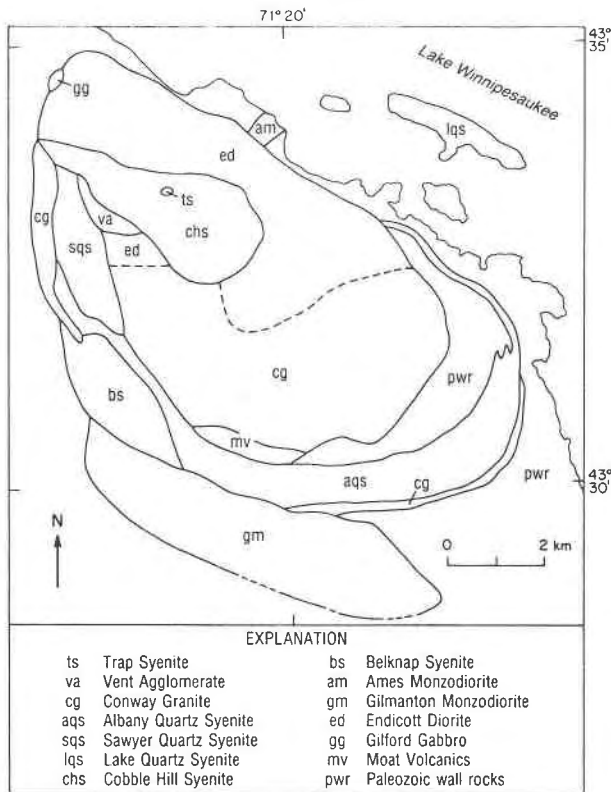 71° 20'
43°
35'
Lake Winnipesaukee
gg
am
lqs
ed
ts
cg
va
chs
sqs
ed
cg
pwr
bs
mv
aqs
cg
pwr
43°
30'
gm
N
0 2 km
EXPLANATION
ts Trap Syenite
va Vent Agglomerate
cg Conway Granite
aqs Albany Quartz Syenite
sqs Sawyer Quartz Syenite
lqs Lake Quartz Syenite
chs Cobble Hill Syenite
bs Belknap Syenite
am Ames Monzodiorite
gm Gilmanton Monzodiorite
ed Endicott Diorite
gg Gilford Gabbro
mv Moat Volcanics
pwr Paleozoic wall rocks